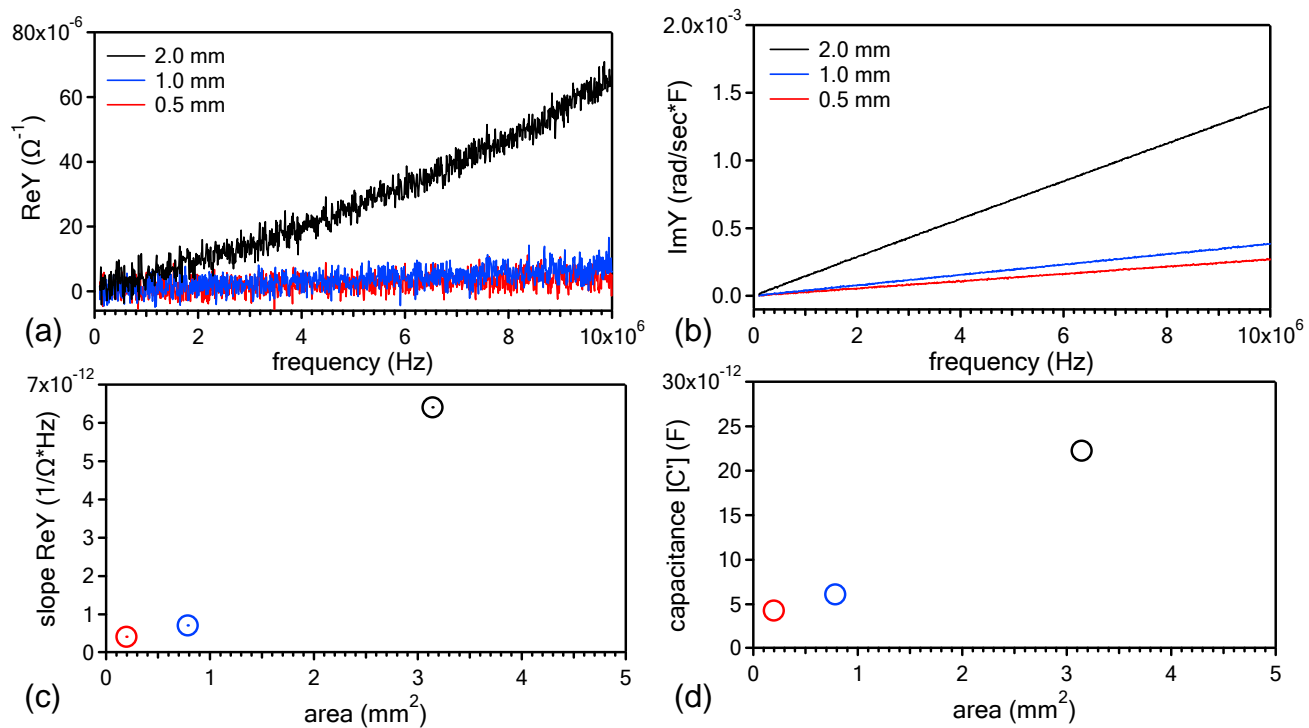 80x10⁻⁶
60
40
20
0
ReY (Ω⁻¹)
2.0 mm
1.0 mm
0.5 mm
0 2 4 6 8 10x10⁶
frequency (Hz)
(a)
2.0x10⁻³
1.5
1.0
0.5
0.0
ImY (rad/sec*F)
2.0 mm
1.0 mm
0.5 mm
0 2 4 6 8 10x10⁶
frequency (Hz)
(b)
7x10⁻¹²
6
5
4
3
2
1
0
slope ReY (1/Ω*Hz)
0 1 2 3 4 5
area (mm²)
(c)
30x10⁻¹²
25
20
15
10
5
0
capacitance [C'] (F)
0 1 2 3 4 5
area (mm²)
(d)